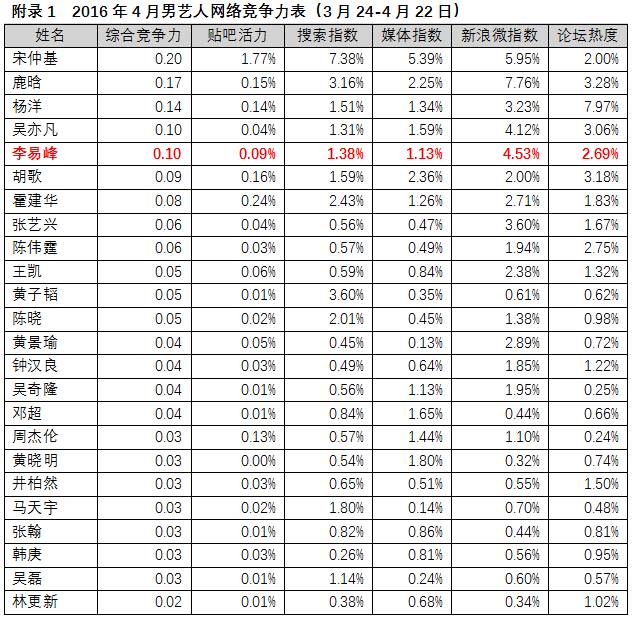 附录 1 2016 年 4 月男艺人网络竞争力表（3 月 24-4 月 22 日）
姓名 综合竞争力 贴吧活力 搜索指数 媒体指数 新浪微指数 论坛热度
宋仲基 0.20 1.77% 7.38% 5.39% 5.95% 2.00%
鹿晗 0.17 0.15% 3.16% 2.25% 7.76% 3.28%
杨洋 0.14 0.14% 1.51% 1.34% 3.23% 7.97%
吴亦凡 0.10 0.04% 1.31% 1.59% 4.12% 3.06%
李易峰 0.10 0.09% 1.38% 1.13% 4.53% 2.69%
胡歌 0.09 0.16% 1.59% 2.36% 2.00% 3.18%
霍建华 0.08 0.24% 2.43% 1.26% 2.71% 1.83%
张艺兴 0.06 0.04% 0.56% 0.47% 3.60% 1.67%
陈伟霆 0.06 0.03% 0.57% 0.49% 1.94% 2.75%
王凯 0.05 0.06% 0.59% 0.84% 2.38% 1.32%
黄子韬 0.05 0.01% 3.60% 0.35% 0.61% 0.62%
陈晓 0.05 0.02% 2.01% 0.45% 1.38% 0.98%
黄景瑜 0.04 0.05% 0.45% 0.13% 2.89% 0.72%
钟汉良 0.04 0.03% 0.49% 0.64% 1.85% 1.22%
吴奇隆 0.04 0.01% 0.56% 1.13% 1.95% 0.25%
邓超 0.04 0.01% 0.84% 1.65% 0.44% 0.66%
周杰伦 0.03 0.13% 0.57% 1.44% 1.10% 0.24%
黄晓明 0.03 0.00% 0.54% 1.80% 0.32% 0.74%
井柏然 0.03 0.03% 0.65% 0.51% 0.55% 1.50%
马天宇 0.03 0.02% 1.80% 0.14% 0.70% 0.48%
张翰 0.03 0.01% 0.82% 0.86% 0.44% 0.81%
韩庚 0.03 0.03% 0.26% 0.81% 0.56% 0.95%
吴磊 0.03 0.01% 1.14% 0.24% 0.60% 0.57%
林更新 0.02 0.01% 0.38% 0.68% 0.34% 1.02%